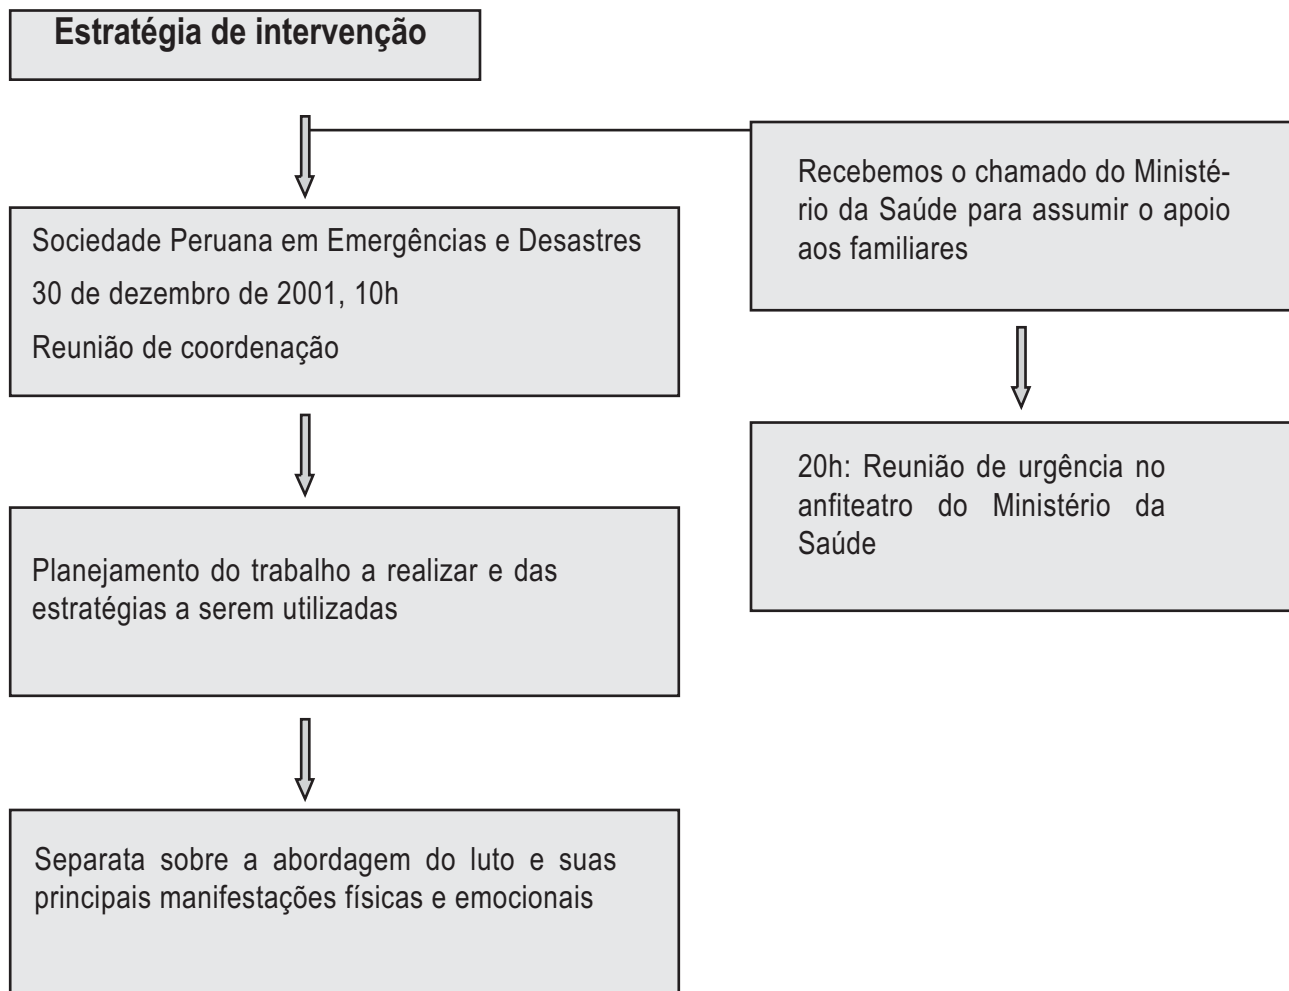 Estratégia de intervenção
Sociedade Peruana em Emergências e Desastres
30 de dezembro de 2001, 10h
Reunião de coordenação
Planejamento do trabalho a realizar e das
estratégias a serem utilizadas
Separata sobre a abordagem do luto e suas
principais manifestações físicas e emocionais
Recebemos o chamado do Ministé-
rio da Saúde para assumir o apoio
aos familiares
20h: Reunião de urgência no
anfiteatro do Ministério da
Saúde